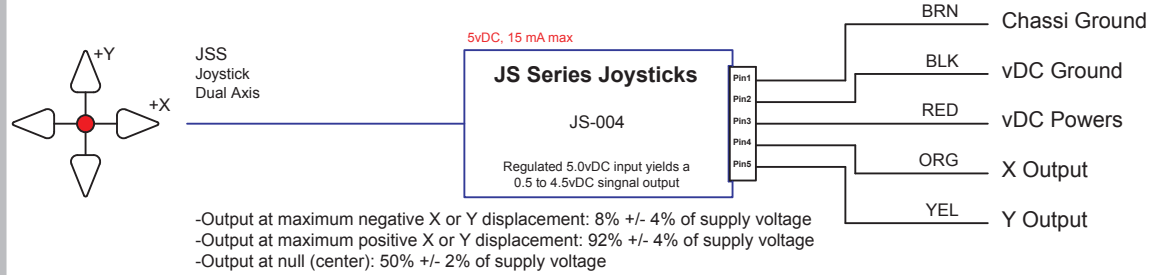 +Y
+X
JSS
Joystick
Dual Axis
5vDC, 15 mA max
JS Series Joysticks
JS-004
Regulated 5.0vDC input yields a
0.5 to 4.5vDC singnal output
Pin1
Pin2
Pin3
Pin4
Pin5
BRN Chassi Ground
BLK vDC Ground
RED vDC Powers
ORG X Output
YEL Y Output
-Output at maximum negative X or Y displacement: 8% +/- 4% of supply voltage
-Output at maximum positive X or Y displacement: 92% +/- 4% of supply voltage
-Output at null (center): 50% +/- 2% of supply voltage